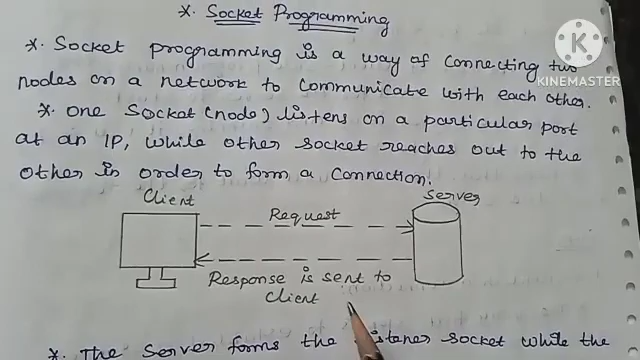 *. Socket Programming
*. Socket programming is a way of connecting two
nodes on a network to communicate with each other.
*. One Socket (node) listens on a particular port
at an IP, while other socket reaches out to the
other in order to form a connection.
Client
Server
Request
Response is sent to
Client
*. The Server forms the listener socket while the
K
KINEMASTER